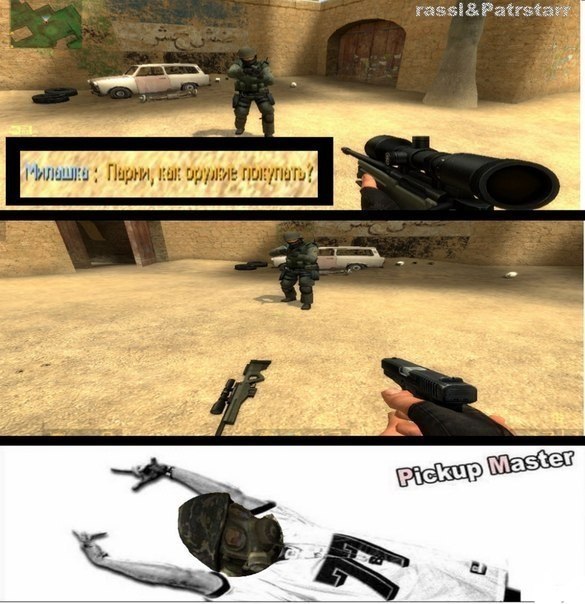 rassl&Patrstarr
Милашка : Парни, как оружие покупать?
Pickup Master